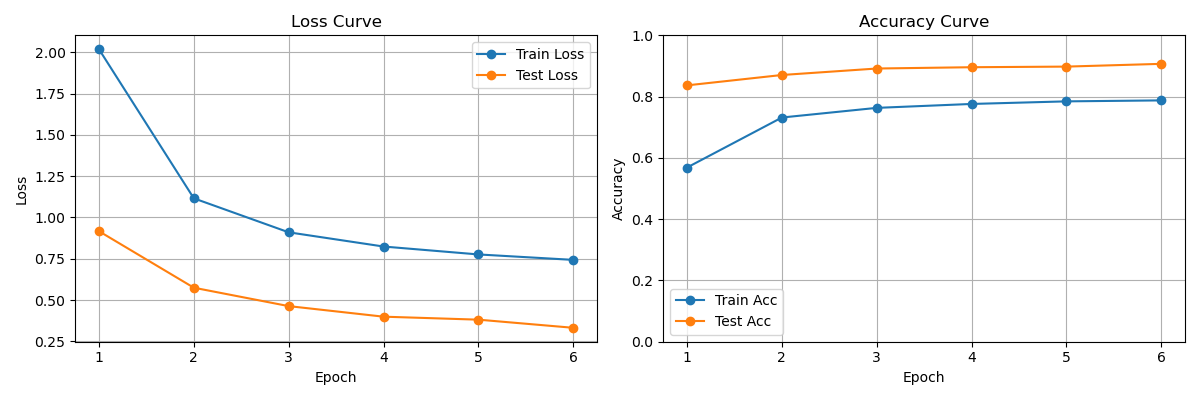 Loss Curve
2.00
1.75
1.50
1.25
1.00
0.75
0.50
0.25
Loss
Train Loss
Test Loss
1 2 3 4 5 6
Epoch
Accuracy Curve
1.0
0.8
0.6
0.4
0.2
0.0
Accuracy
Train Acc
Test Acc
1 2 3 4 5 6
Epoch